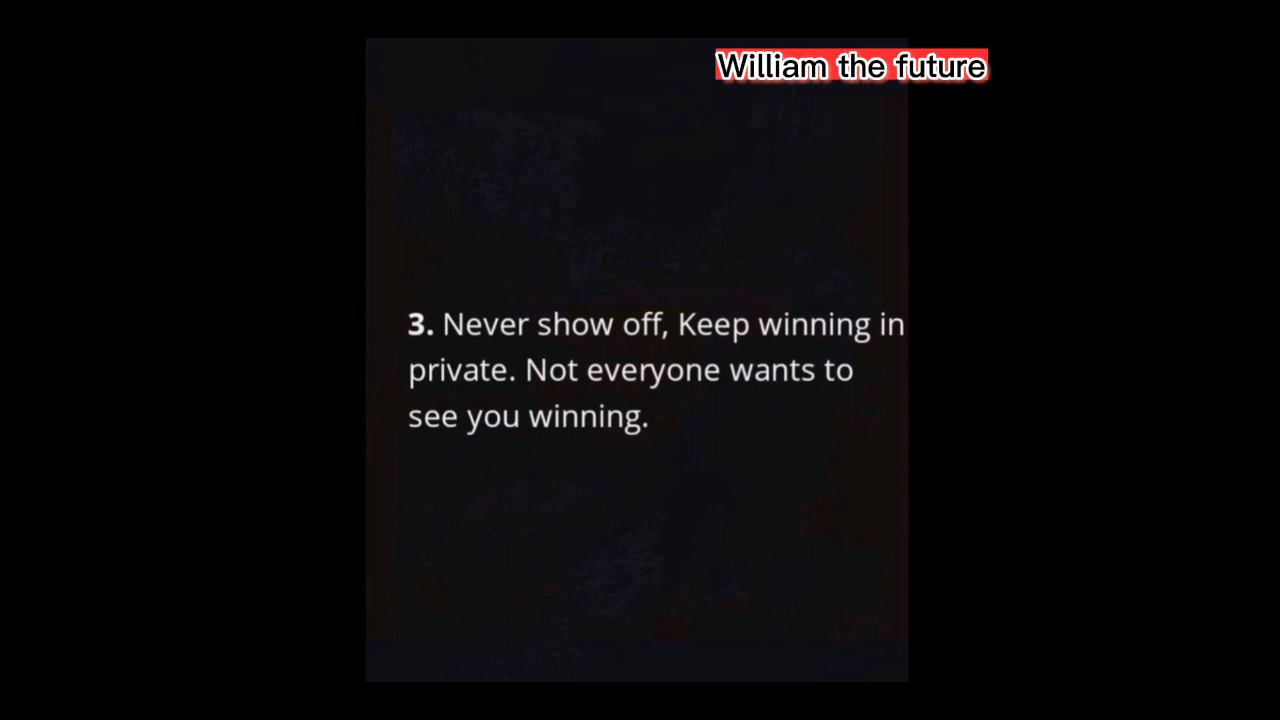 William the future
3. Never show off, Keep winning in
private. Not everyone wants to
see you winning.